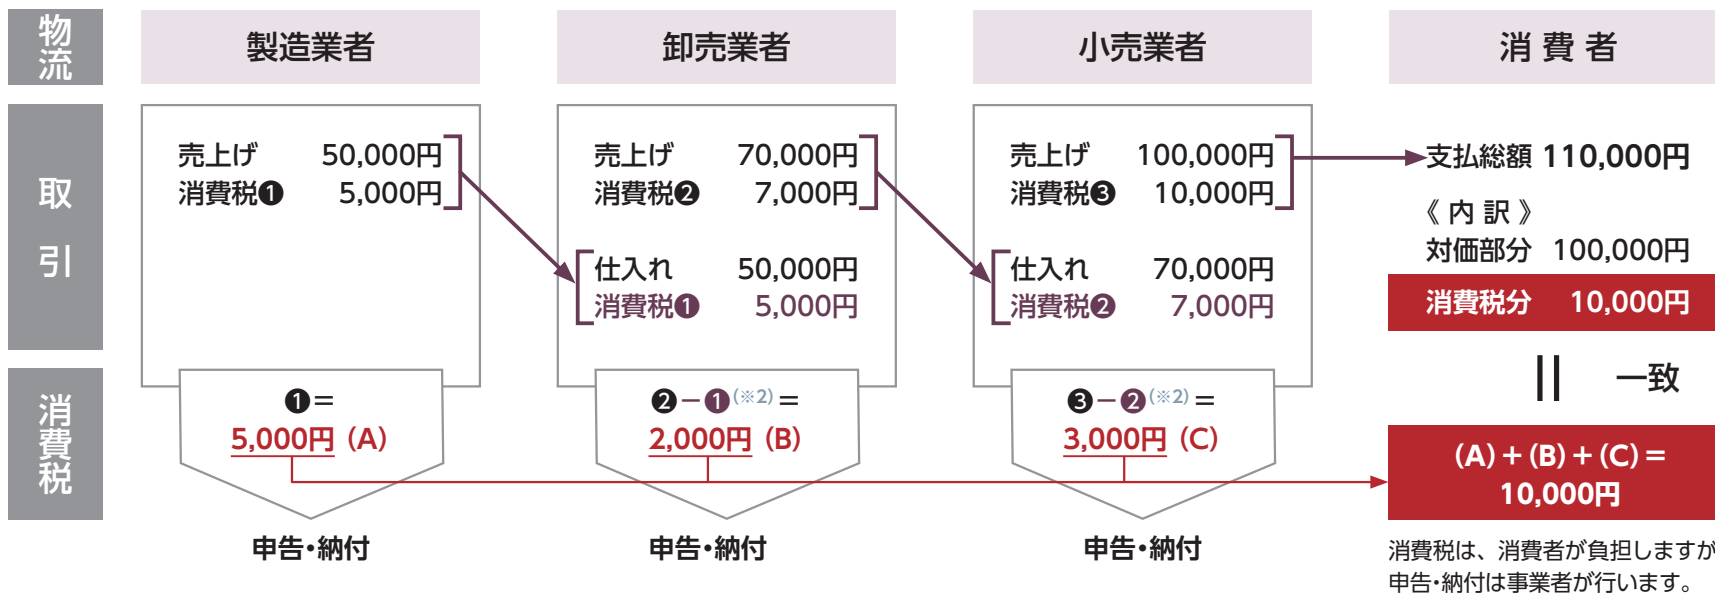 物流
製造業者
卸売業者
小売業者
消費者
取引
売上げ 50,000円
消費税❶ 5,000円
売上げ 70,000円
消費税❷ 7,000円
仕入れ 50,000円
消費税❶ 5,000円
売上げ 100,000円
消費税❸ 10,000円
仕入れ 70,000円
消費税❷ 7,000円
支払総額 110,000円
《内訳》
対価部分 100,000円
消費税分 10,000円
一致
消費税
❶=
5,000円(A)
❷-❶(※2)=
2,000円(B)
❸-❷(※2)=
3,000円(C)
(A)+(B)+(C)=
10,000円
申告・納付
申告・納付
申告・納付
消費税は、消費者が負担しますが
申告・納付は事業者が行います。